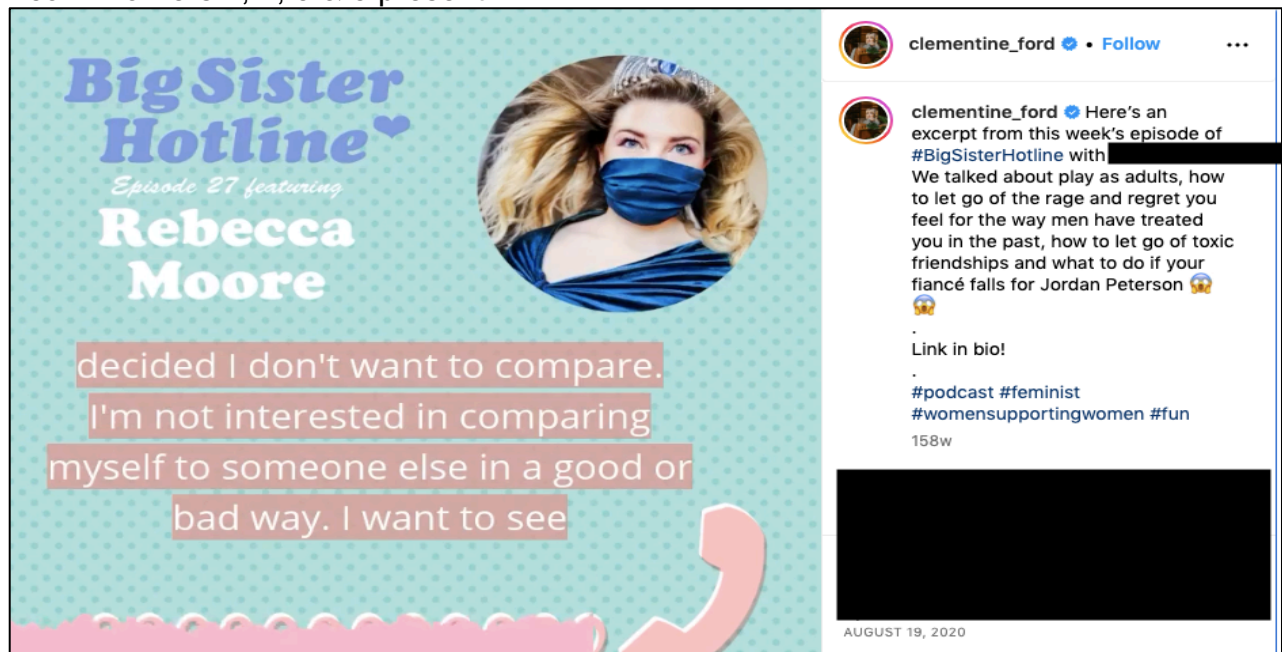 Big Sister
Hotline
Episode 27 featuring
Rebecca
Moore
decided I don't want to compare.
I'm not interested in comparing
myself to someone else in a good or
bad way. I want to see
clementine_ford • Follow
clementine_ford Here's an
excerpt from this week's episode of
#BigSisterHotline with
We talked about play as adults, how
to let go of the rage and regret you
feel for the way men have treated
you in the past, how to let go of toxic
friendships and what to do if your
fiancé falls for Jordan Peterson 😱
😱
.
Link in bio!
.
#podcast #feminist
#womensupportingwomen #fun
158w
AUGUST 19, 2020